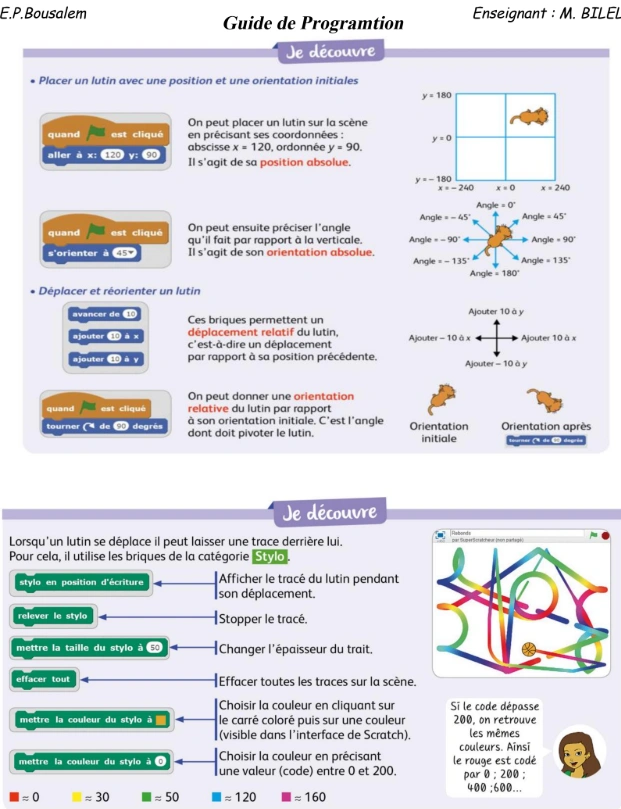 E.P.Bousalem
Guide de Programtion
Enseignant : M. BILEL
Je découvre
• Placer un lutin avec une position et une orientation initiales
quand est cliqué
aller à x: 120 y: 90
On peut placer un lutin sur la scène
en précisant ses coordonnées :
abscisse x = 120, ordonnée y = 90.
Il s'agit de sa position absolue.
y = 180
y = 0
y = – 180
x = – 240
x = 0
x = 240
quand est cliqué
s'orienter à 45
On peut ensuite préciser l'angle
qu'il fait par rapport à la verticale.
Il s'agit de son orientation absolue.
Angle = 0°
Angle = – 45°
Angle = 45°
Angle = – 90°
Angle = 90°
Angle = – 135°
Angle = 135°
Angle = 180°
• Déplacer et réorienter un lutin
avancer de 10
ajouter 10 à x
ajouter 10 à y
Ces briques permettent un
déplacement relatif du lutin,
c'est-à-dire un déplacement
par rapport à sa position précédente.
Ajouter 10 à y
Ajouter – 10 à x
Ajouter 10 à x
Ajouter – 10 à y
quand est cliqué
tourner de 90 degrés
On peut donner une orientation
relative du lutin par rapport
à son orientation initiale. C'est l'angle
dont doit pivoter le lutin.
Orientation
initiale
Orientation après
tourner de 90 degrés
Je découvre
Lorsqu'un lutin se déplace il peut laisser une trace derrière lui.
Pour cela, il utilise les briques de la catégorie Stylo.
stylo en position d'écriture
Afficher le tracé du lutin pendant
son déplacement.
relever le stylo
Stopper le tracé.
mettre la taille du stylo à 50
Changer l'épaisseur du trait.
effacer tout
Effacer toutes les traces sur la scène.
mettre la couleur du stylo à
Choisir la couleur en cliquant sur
le carré coloré puis sur une couleur
(visible dans l'interface de Scratch).
mettre la couleur du stylo à 0
Choisir la couleur en précisant
une valeur (code) entre 0 et 200.
≈ 0
≈ 30
≈ 50
≈ 120
≈ 160
Rebonds
par SuperScratcheur (non partagé)
Si le code dépasse
200, on retrouve
les mêmes
couleurs. Ainsi
le rouge est codé
par 0 ; 200 ;
400 ;600...